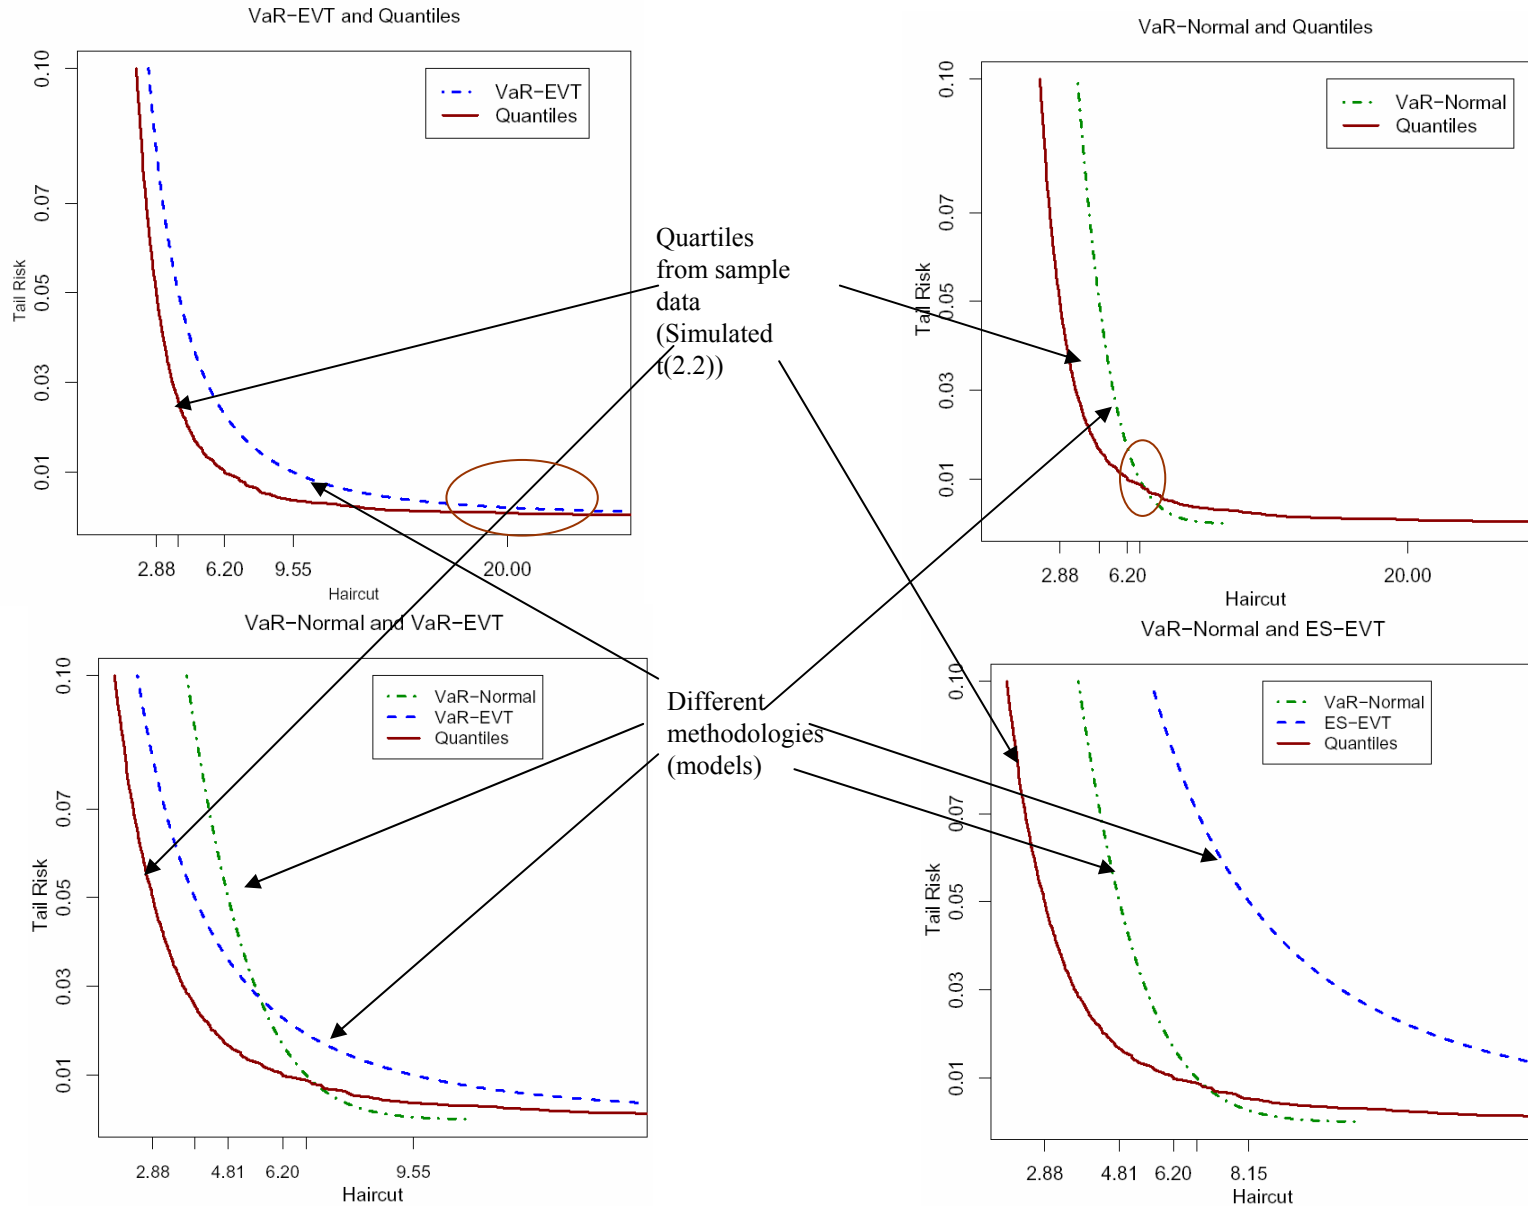 VaR−EVT and Quantiles
VaR−EVT
Quantiles
Tail Risk
0.10
0.07
0.05
0.03
0.01
2.88
6.20
9.55
20.00
Haircut
VaR−Normal and Quantiles
VaR−Normal
Quantiles
Tail Risk
0.10
0.07
0.05
0.03
0.01
2.88
6.20
20.00
Haircut
Quartiles
from sample
data
(Simulated
t(2.2))
VaR−Normal and VaR−EVT
VaR−Normal
VaR−EVT
Quantiles
Tail Risk
0.10
0.07
0.05
0.03
0.01
2.88
4.81
6.20
9.55
Haircut
Different
methodologies
(models)
VaR−Normal and ES−EVT
VaR−Normal
ES−EVT
Quantiles
Tail Risk
0.10
0.07
0.05
0.03
0.01
2.88
4.81
6.20
8.15
Haircut